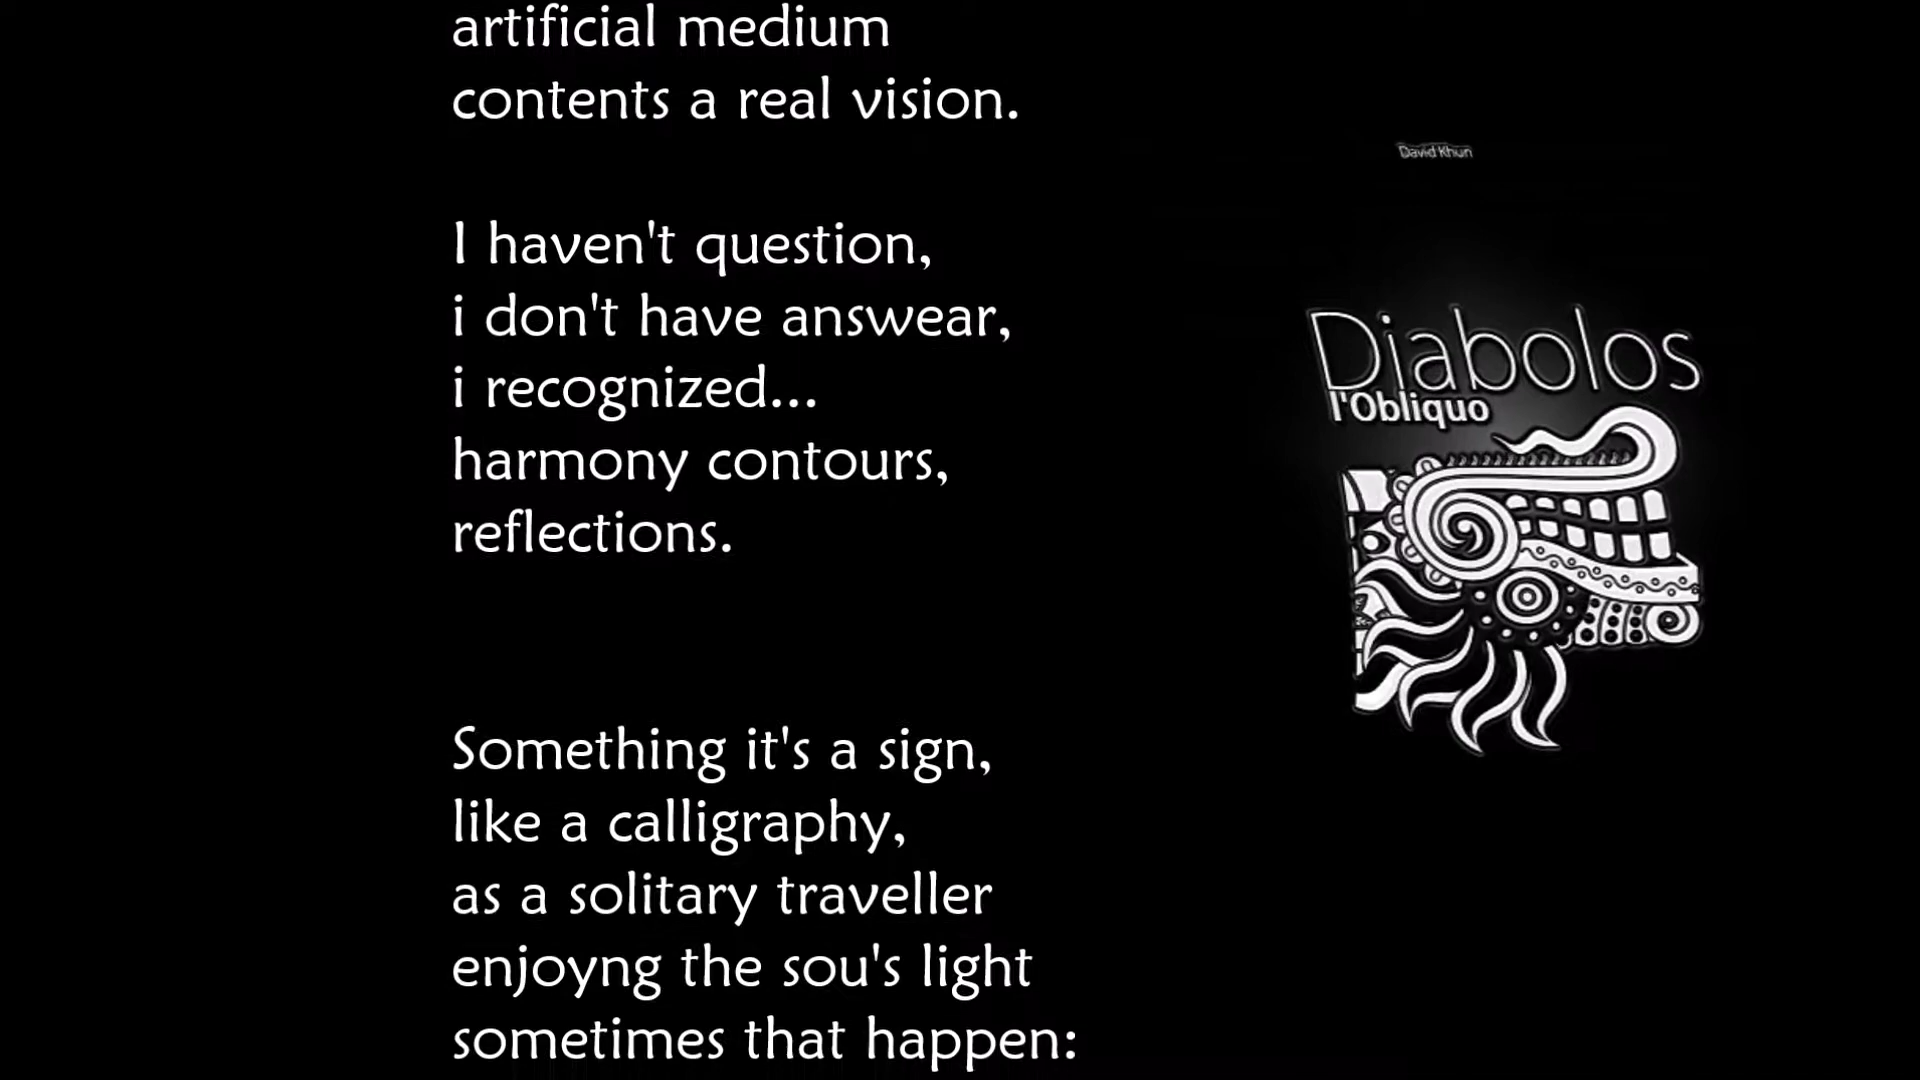 artificial medium
contents a real vision.
I haven't question,
i don't have answear,
i recognized...
harmony contours,
reflections.
Something it's a sign,
like a calligraphy,
as a solitary traveller
enjoyng the sou's light
sometimes that happen:
David Khun
Diabolos
l'Obliquo